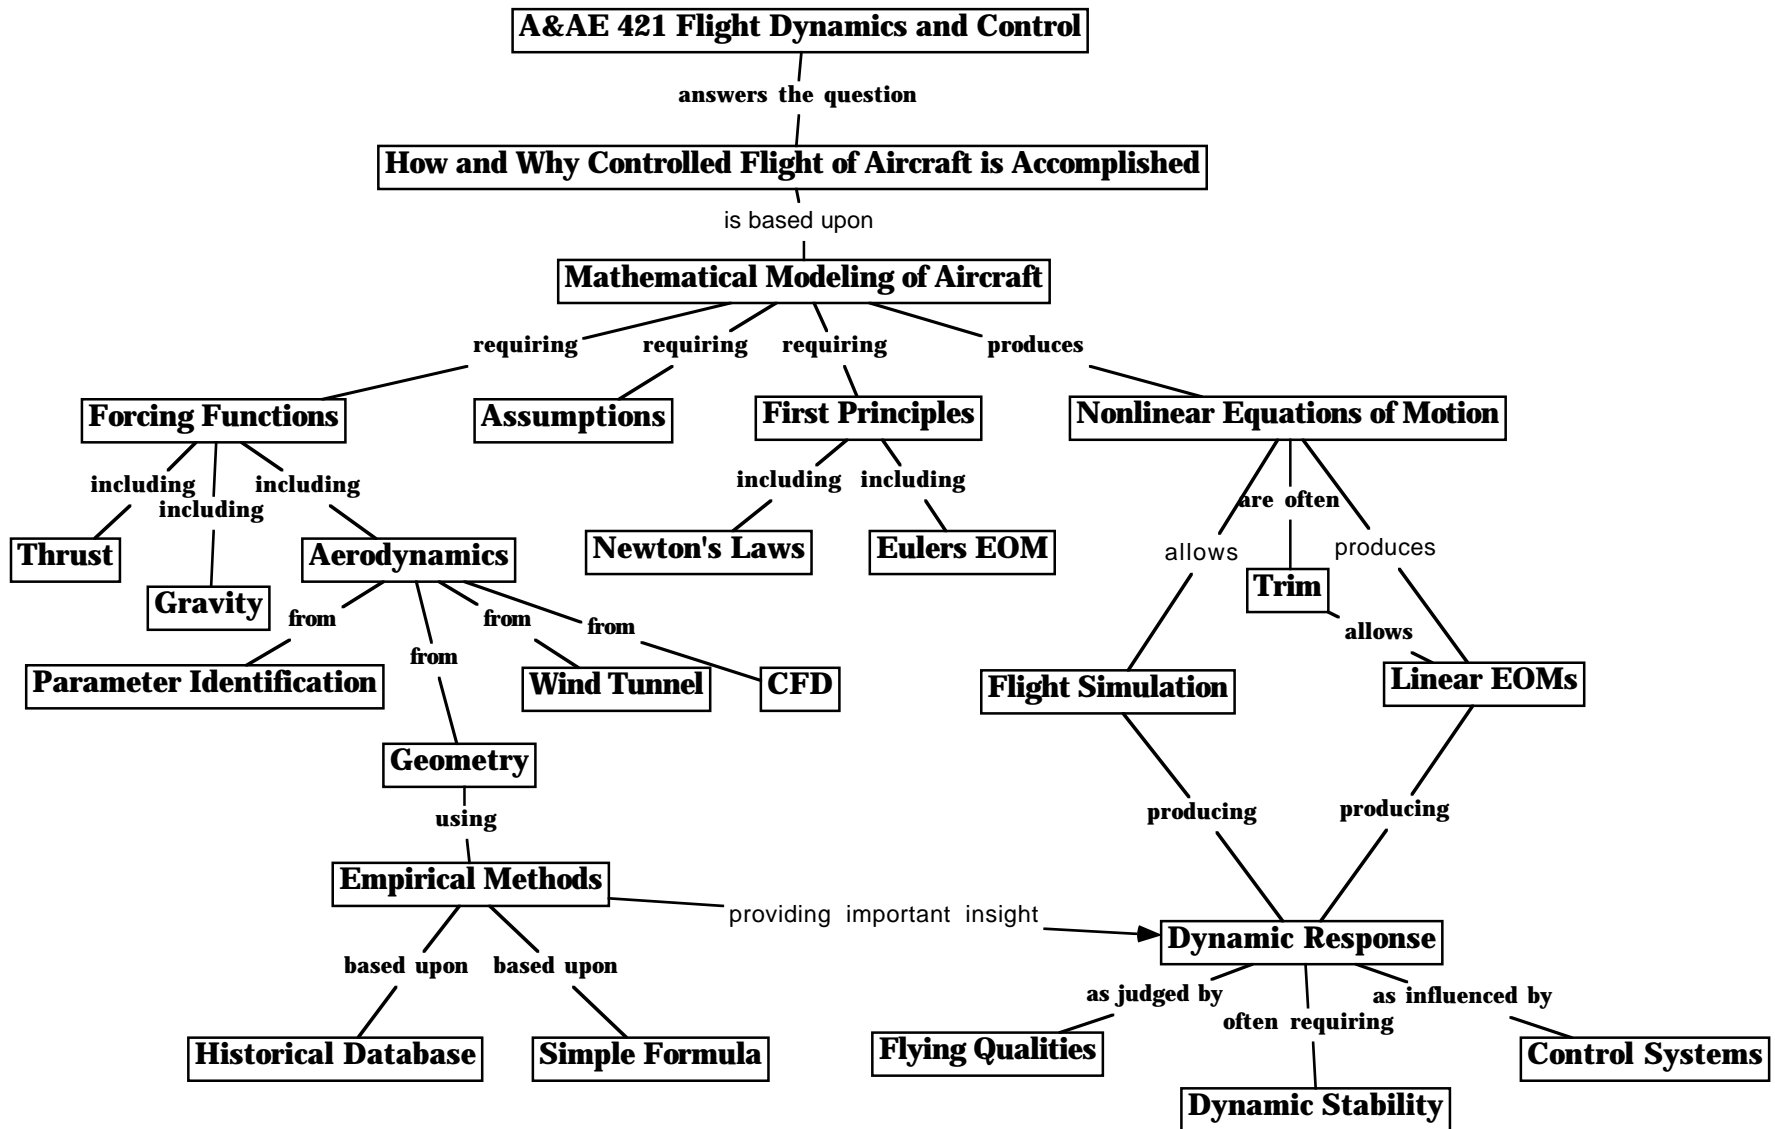 A&AE 421 Flight Dynamics and Control
answers the question
How and Why Controlled Flight of Aircraft is Accomplished
is based upon
Mathematical Modeling of Aircraft
requiring
requiring
requiring
produces
Forcing Functions
Assumptions
First Principles
Nonlinear Equations of Motion
including
including
including
including
including
are often
Thrust
Aerodynamics
Newton's Laws
Eulers EOM
allows
produces
Gravity
Trim
from
from
from
from
allows
Parameter Identification
Wind Tunnel
CFD
Flight Simulation
Linear EOMs
Geometry
using
producing
producing
Empirical Methods
providing important insight
Dynamic Response
based upon
based upon
as judged by
often requiring
as influenced by
Historical Database
Simple Formula
Flying Qualities
Control Systems
Dynamic Stability